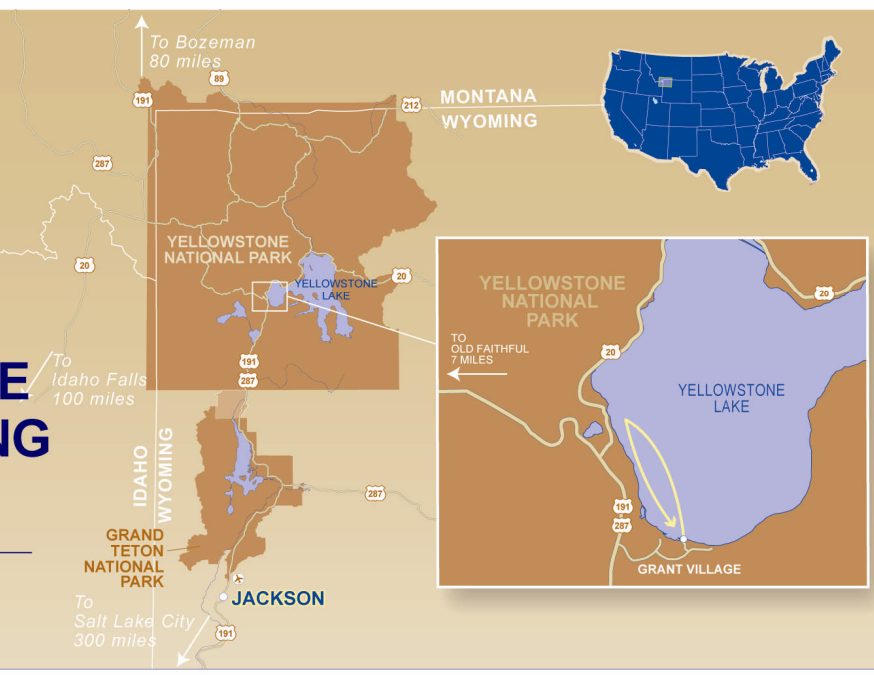 To Bozeman
80 miles
89
191
212
MONTANA
WYOMING
287
20
YELLOWSTONE
NATIONAL PARK
20
YELLOWSTONE
LAKE
191
287
To
Idaho Falls
100 miles
E
NG
IDAHO
WYOMING
287
GRAND
TETON
NATIONAL
PARK
JACKSON
To
Salt Lake City
300 miles
191
YELLOWSTONE
NATIONAL
PARK
20
TO
OLD FAITHFUL
7 MILES
20
YELLOWSTONE
LAKE
191
287
GRANT VILLAGE